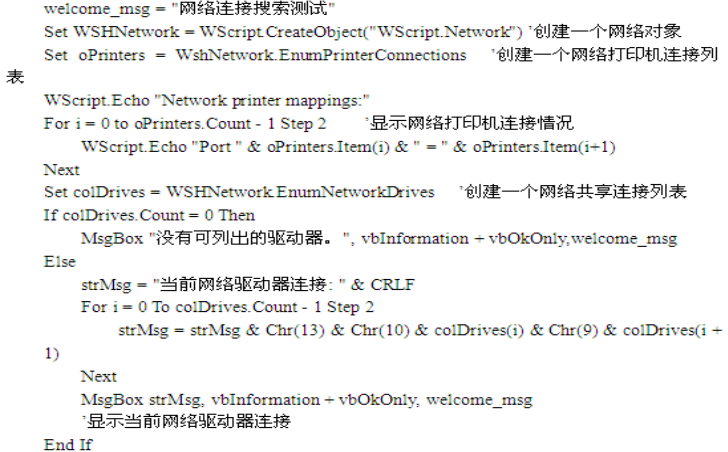 welcome_msg = "网络连接搜索测试"
Set WSHNetwork = WScript.CreateObject("WScript.Network") '创建一个网络对象
Set oPrinters = WshNetwork.EnumPrinterConnections '创建一个网络打印机连接列
表
WScript.Echo "Network printer mappings:"
For i = 0 to oPrinters.Count - 1 Step 2 '显示网络打印机连接情况
WScript.Echo "Port " & oPrinters.Item(i) & " = " & oPrinters.Item(i+1)
Next
Set colDrives = WSHNetwork.EnumNetworkDrives '创建一个网络共享连接列表
If colDrives.Count = 0 Then
MsgBox "没有可列出的驱动器。", vbInformation + vbOkOnly,welcome_msg
Else
strMsg = "当前网络驱动器连接: " & CRLF
For i = 0 To colDrives.Count - 1 Step 2
strMsg = strMsg & Chr(13) & Chr(10) & colDrives(i) & Chr(9) & colDrives(i +
1)
Next
MsgBox strMsg, vbInformation + vbOkOnly, welcome_msg
'显示当前网络驱动器连接
End If